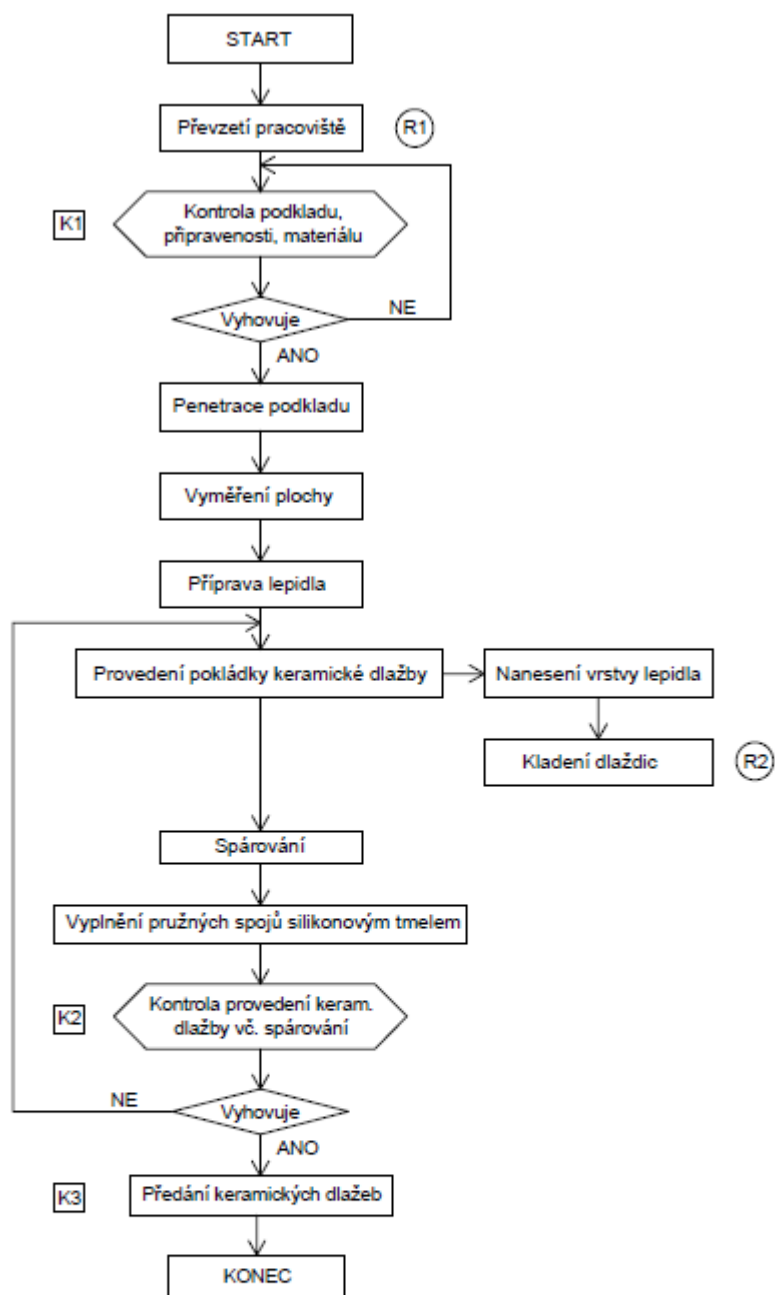 START
Převzetí pracoviště
R1
K1
Kontrola podkladu,
připravenosti, materiálu
Vyhovuje
NE
ANO
Penetrace podkladu
Vyměření plochy
Příprava lepidla
Provedení pokládky keramické dlažby
Nanesení vrstvy lepidla
Kladení dlaždic
R2
Spárování
Vyplnění pružných spojů silikonovým tmelem
K2
Kontrola provedení keram.
dlažby vč. spárování
NE
Vyhovuje
ANO
K3
Předání keramických dlažeb
KONEC